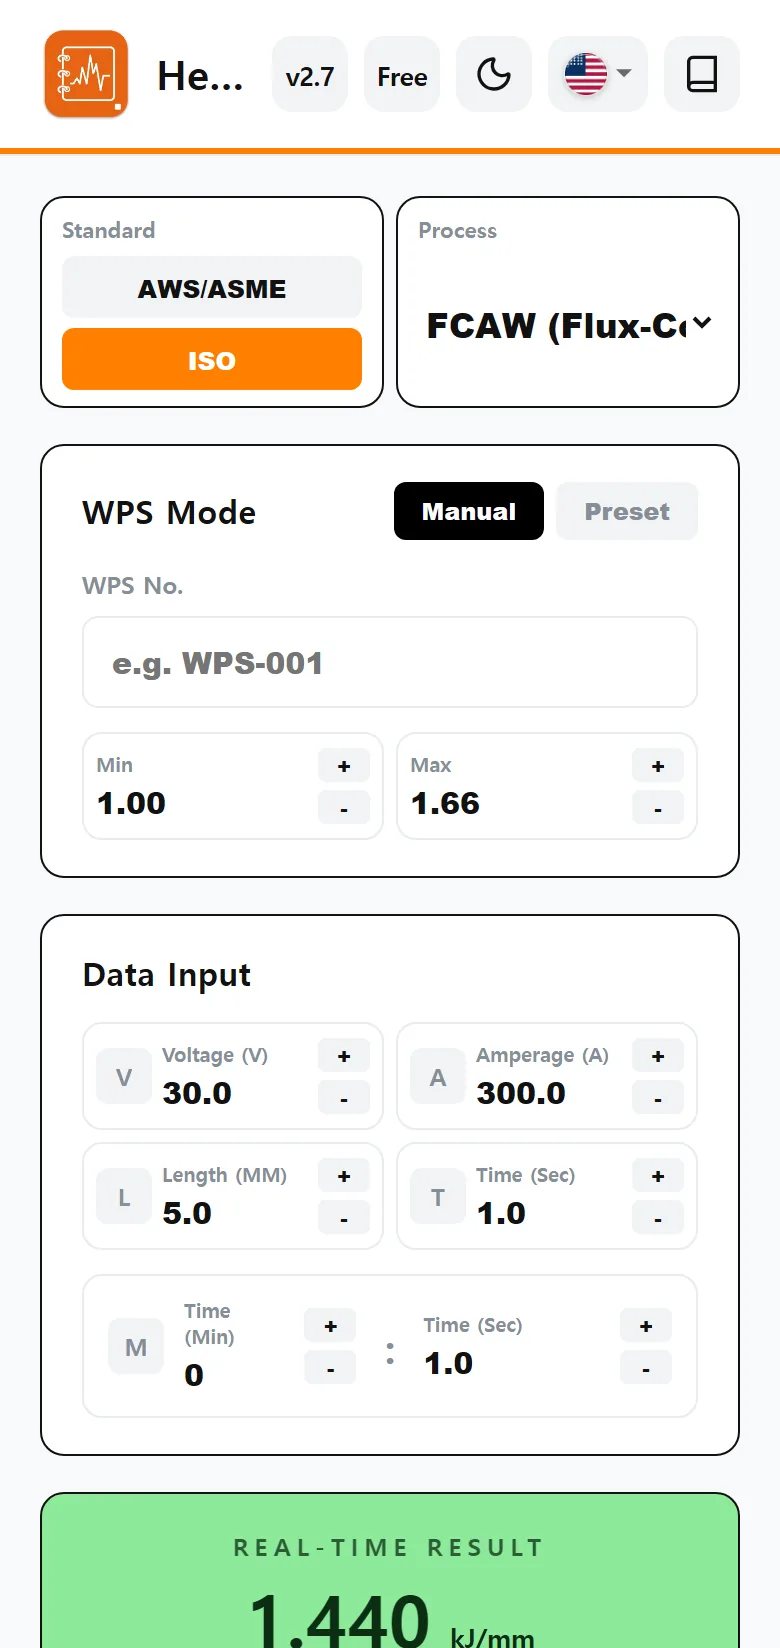 He...
v2.7
Free
Standard
AWS/ASME
ISO
Process
FCAW (Flux-Co
WPS Mode
Manual
Preset
WPS No.
e.g. WPS-001
Min
1.00
+
-
Max
1.66
+
-
Data Input
V
Voltage (V)
30.0
+
-
A
Amperage (A)
300.0
+
-
L
Length (MM)
5.0
+
-
T
Time (Sec)
1.0
+
-
M
Time
(Min)
0
+
-
:
Time (Sec)
1.0
+
-
REAL-TIME RESULT
1.440 kJ/mm